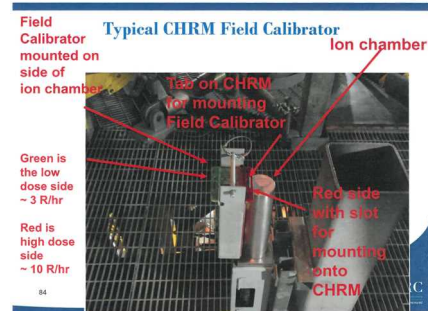 Typical CHRM Field Calibrator
Field
Calibrator
mounted on
side of
ion chamber
Ion chamber
Tab on CHRM
for mounting
Field Calibrator
Green is
the low
dose side
~ 3 R/hr
Red is
high dose
side
~ 10 R/hr
Red side
with slot
for
mounting
onto
CHRM
84